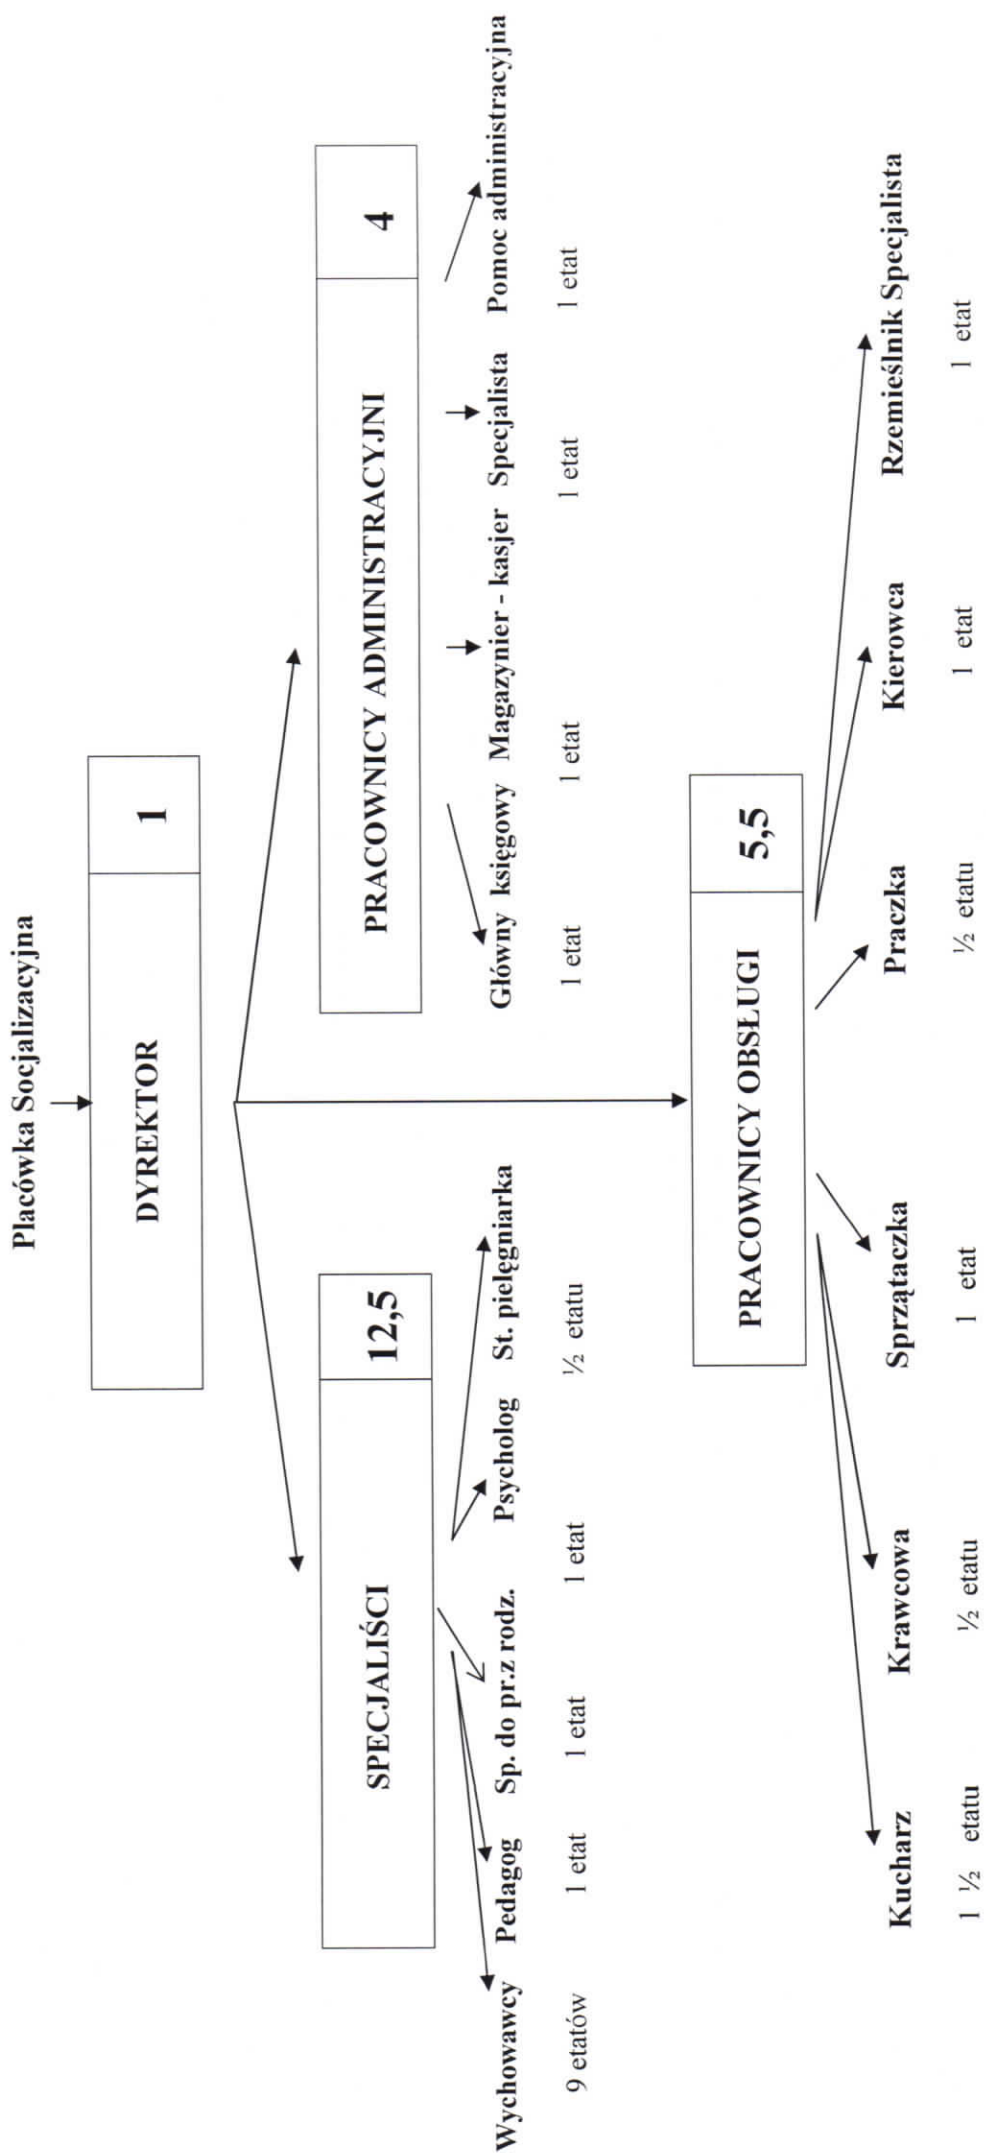 Placówka Socjalizacyjna
DYREKTOR 1
SPECJALIŚCI 12,5
PRACOWNICY ADMINISTRACYJNI 4
Wychowawcy Pedagog Sp. do pr.z rodz. Psycholog St. pielęgniarka
9 etatów 1 etat 1 etat 1 etat ½ etatu
Główny księgowy Magazynier - kasjer Specjalista Pomoc administracyjna
1 etat 1 etat 1 etat 1 etat
PRACOWNICY OBSŁUGI 5,5
Kucharz Krawcowa Sprzątaczka Praczka Kierowca Rzemieślnik Specjalista
1 ½ etatu ½ etatu 1 etat ½ etatu 1 etat 1 etat